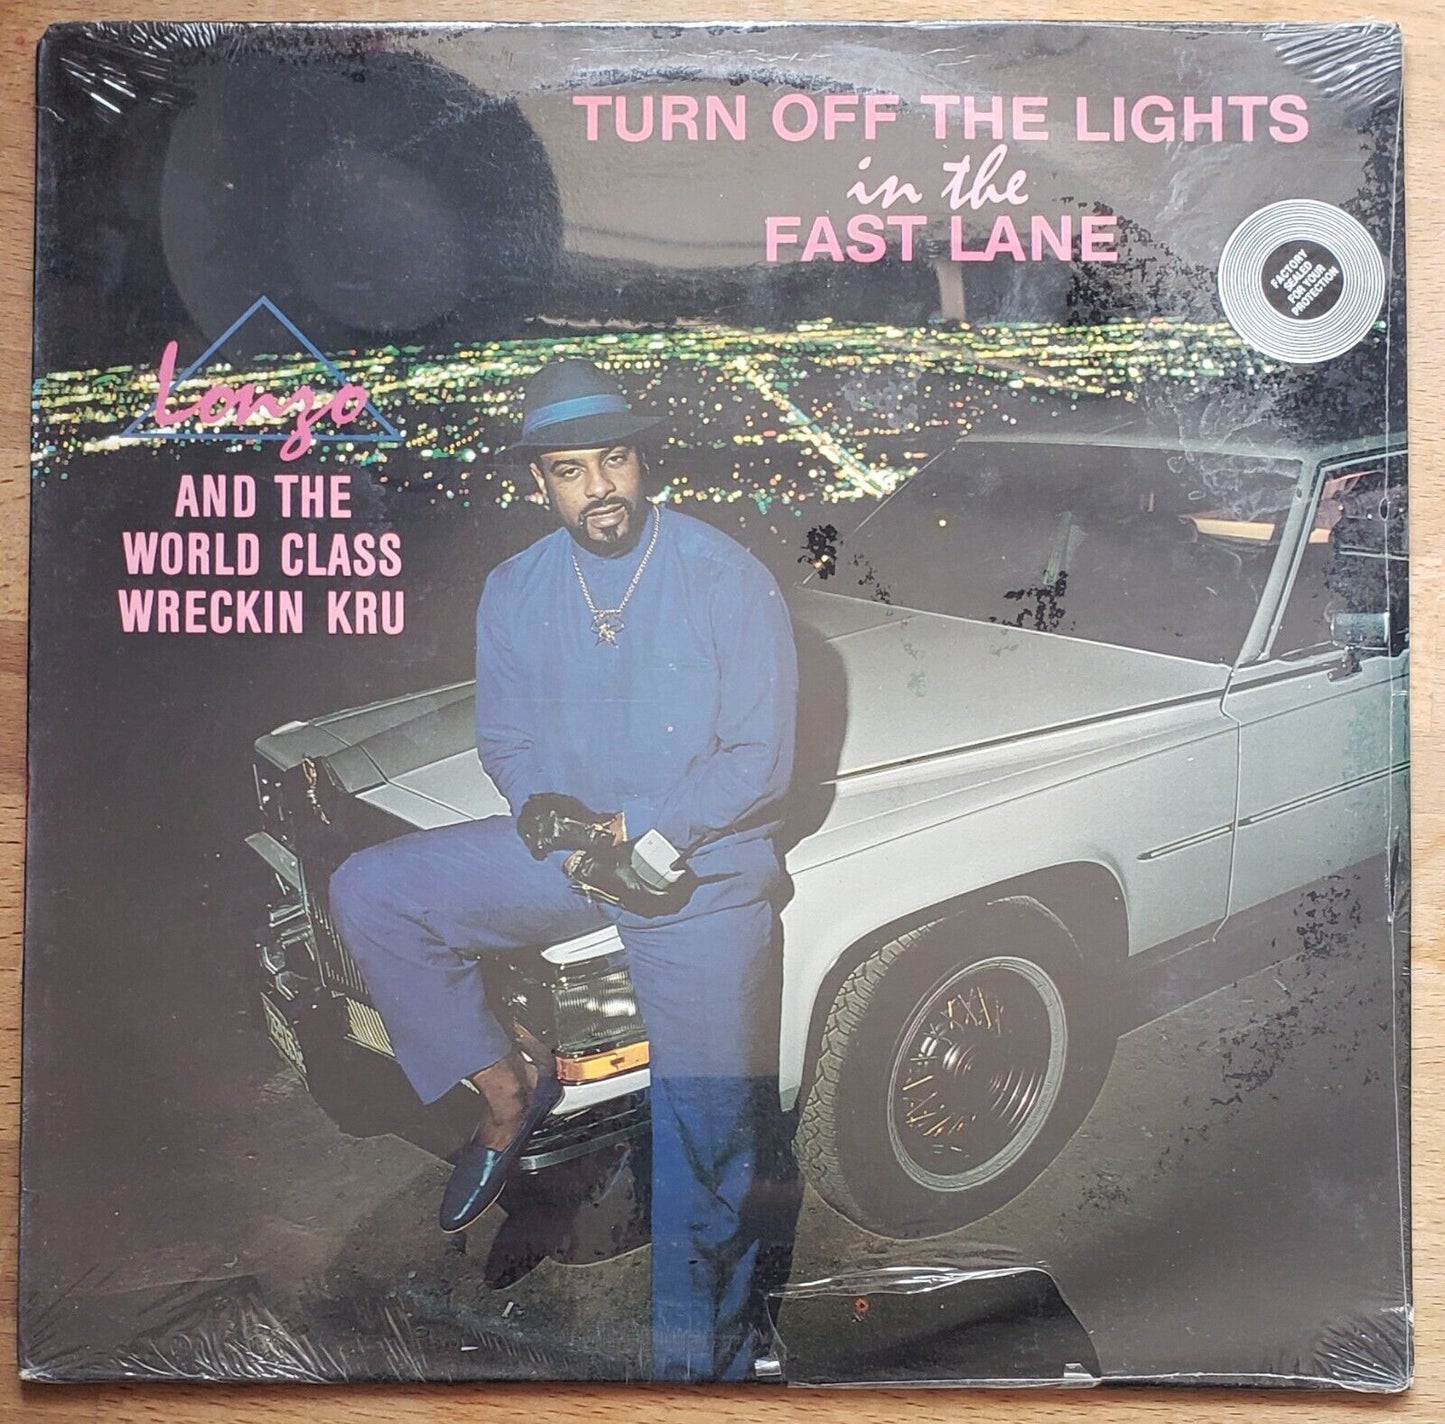 TURN OFF THE LIGHTS
in the
FAST LANE
FACTORY
SEALED
FOR YOUR
PROTECTION
Lonzo
AND THE
WORLD CLASS
WRECKIN KRU